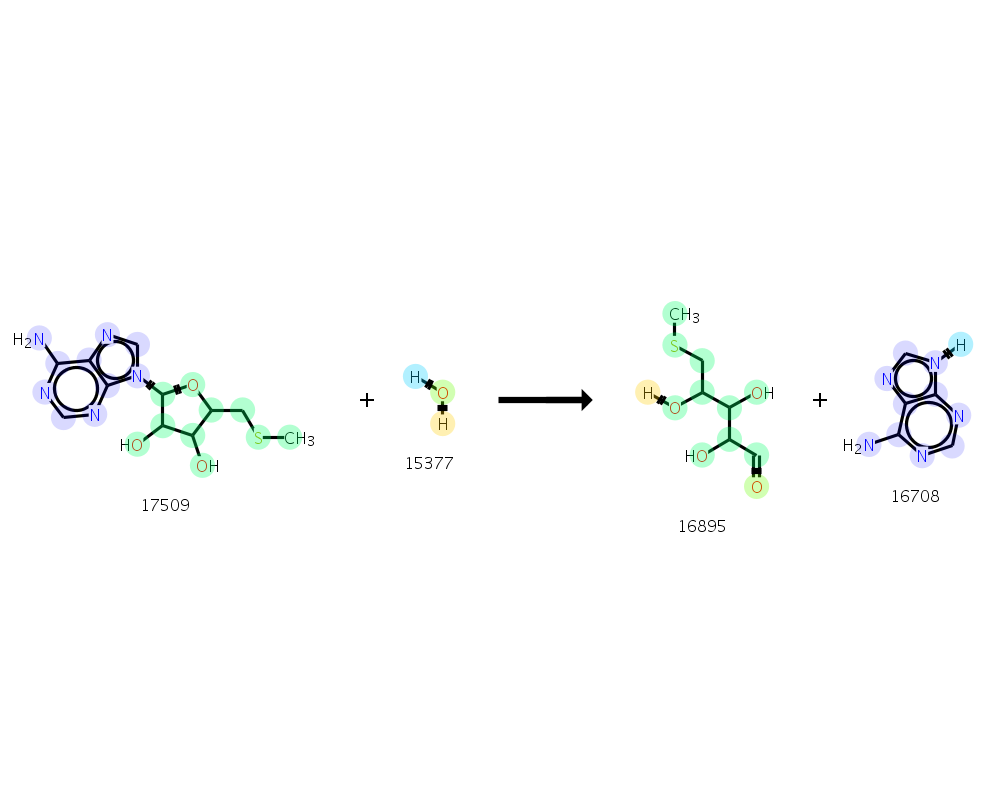 H2N N N N N O HO OH S CH3
17509
+
H O H
15377
CH3 S H O OH HO O
16895
+
H N N N N H2N
16708